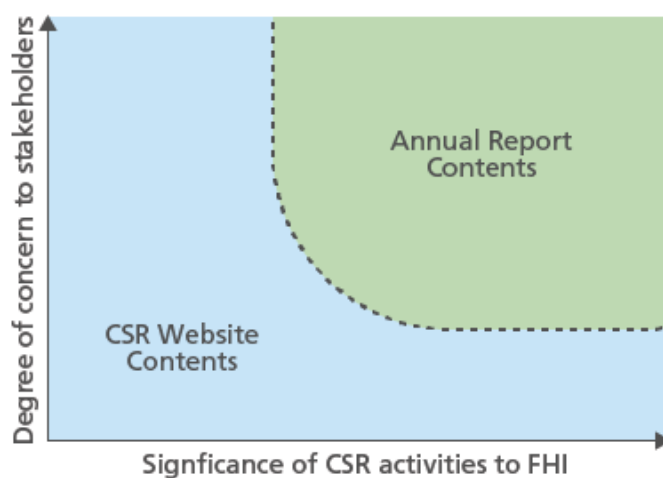 Degree of concern to stakeholders
Annual Report
Contents
CSR Website
Contents
Signficance of CSR activities to FHI